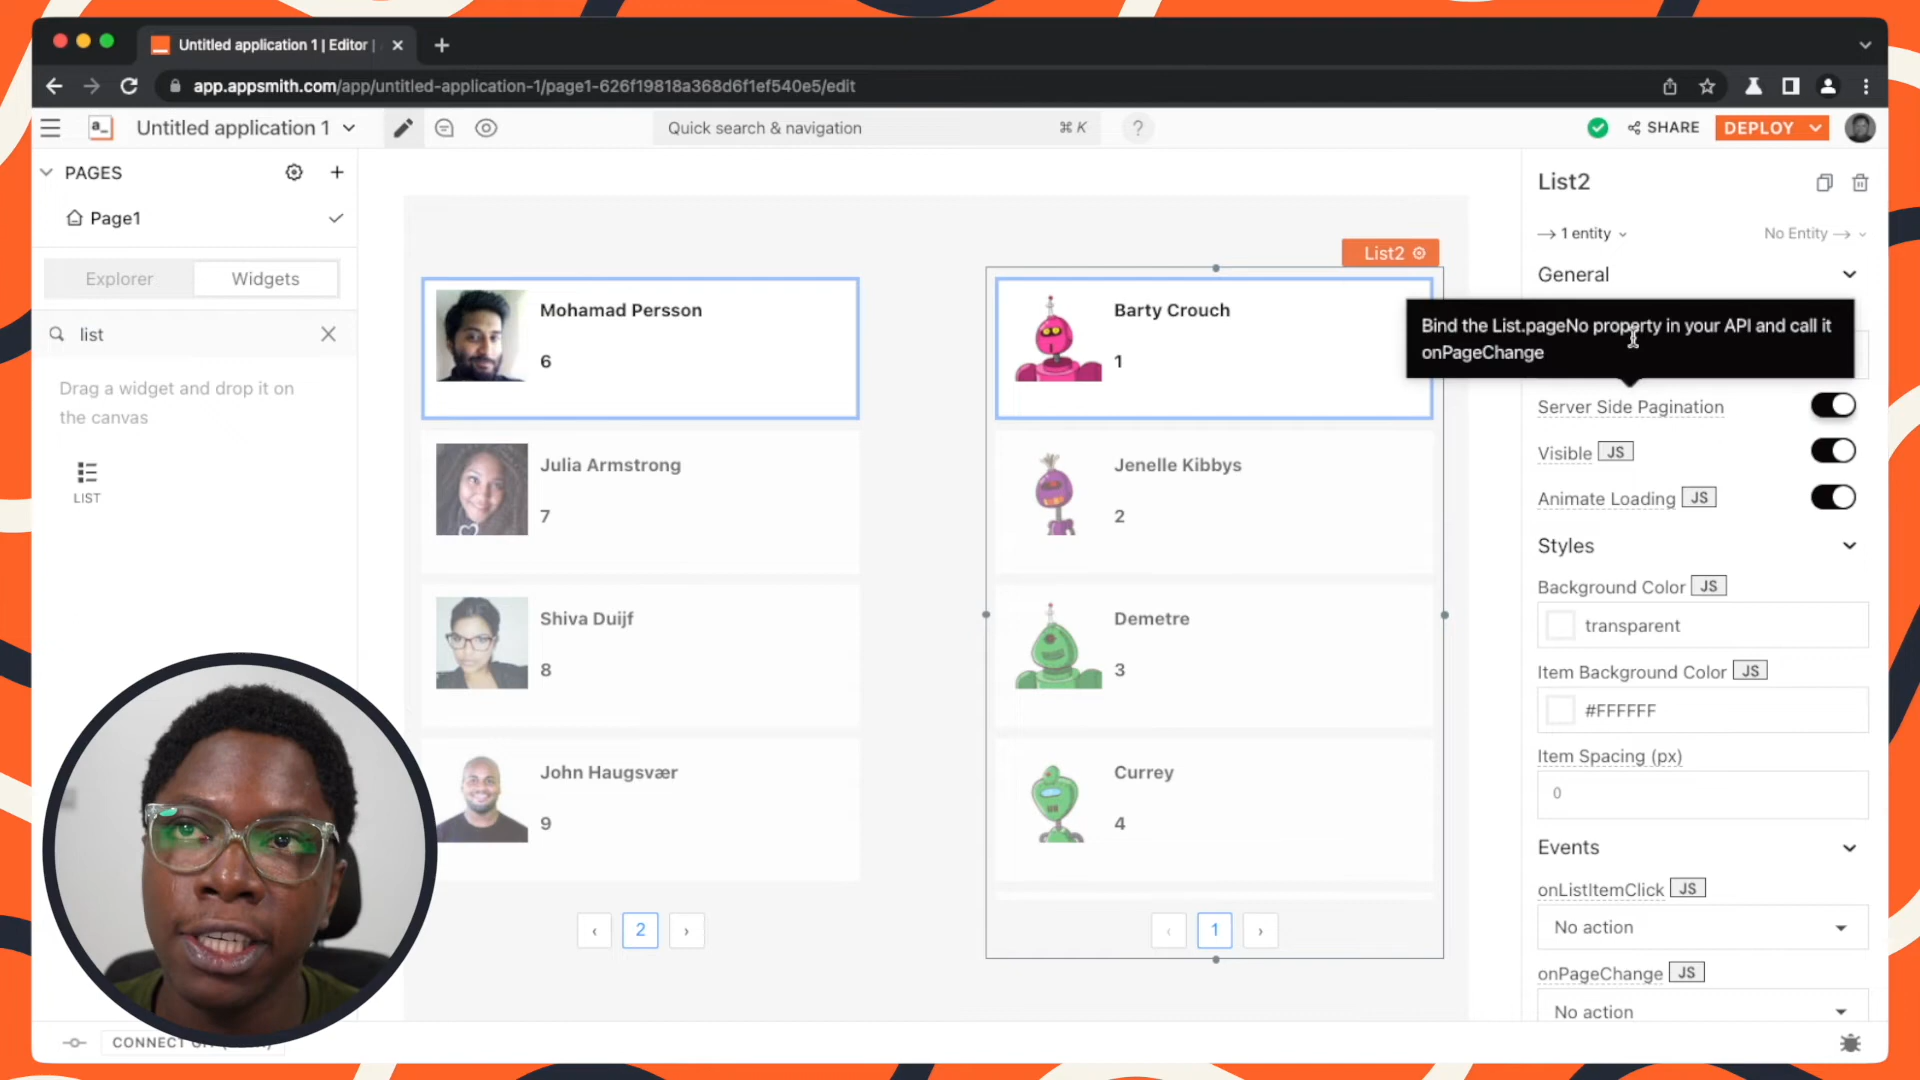 Untitled application 1 | Editor |
app.appsmith.com/app/untitled-application-1/page1-626f19818a368d6f1ef540e5/edit
a_
Untitled application 1
Quick search & navigation
⌘ K
?
SHARE
DEPLOY
PAGES
Page1
Explorer
Widgets
list
Drag a widget and drop it on
the canvas
LIST
Mohamad Persson
6
Julia Armstrong
7
Shiva Duijf
8
John Haugsvær
9
2
List2
Barty Crouch
1
Jenelle Kibbys
2
Demetre
3
Currey
4
1
List2
1 entity
No Entity
General
Bind the List.pageNo property in your API and call it
onPageChange
Server Side Pagination
Visible JS
Animate Loading JS
Styles
Background Color JS
transparent
Item Background Color JS
#FFFFFF
Item Spacing (px)
0
Events
onListItemClick JS
No action
onPageChange JS
No action
CONNECT